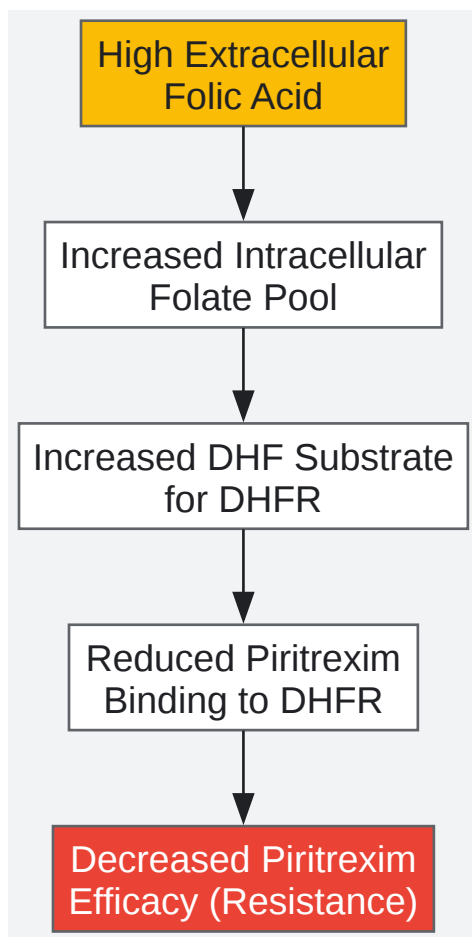 High Extracellular
Folic Acid
Increased Intracellular
Folate Pool
Increased DHF Substrate
for DHFR
Reduced Piritrexim
Binding to DHFR
Decreased Piritrexim
Efficacy (Resistance)